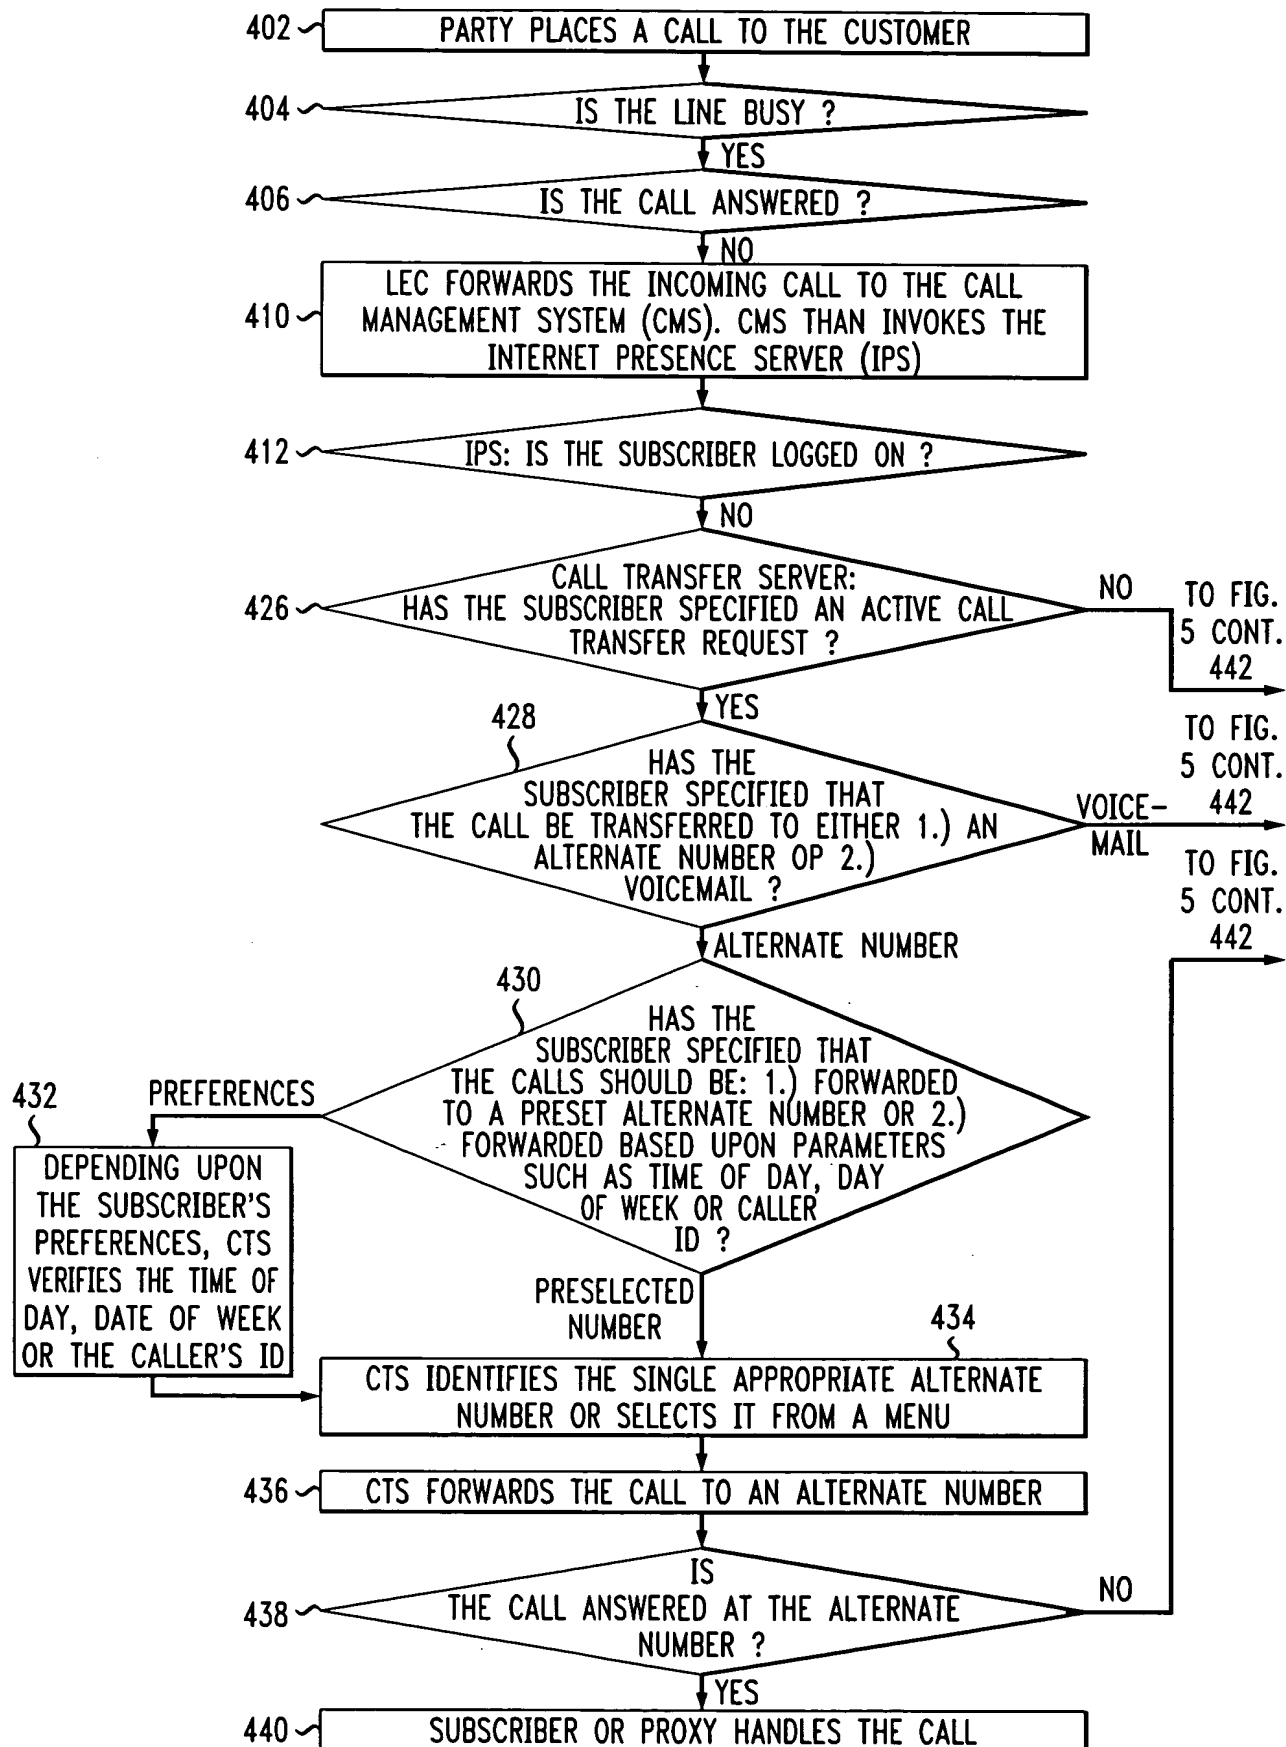 402
PARTY PLACES A CALL TO THE CUSTOMER
404
IS THE LINE BUSY ?
YES
406
IS THE CALL ANSWERED ?
NO
410
LEC FORWARDS THE INCOMING CALL TO THE CALL
MANAGEMENT SYSTEM (CMS). CMS THAN INVOKES THE
INTERNET PRESENCE SERVER (IPS)
412
IPS: IS THE SUBSCRIBER LOGGED ON ?
NO
426
CALL TRANSFER SERVER:
HAS THE SUBSCRIBER SPECIFIED AN ACTIVE CALL
TRANSFER REQUEST ?
NO
TO FIG.
5 CONT.
442
YES
428
HAS THE
SUBSCRIBER SPECIFIED THAT
THE CALL BE TRANSFERRED TO EITHER 1.) AN
ALTERNATE NUMBER OP 2.)
VOICEMAIL ?
VOICE-
MAIL
TO FIG.
5 CONT.
442
ALTERNATE NUMBER
TO FIG.
5 CONT.
442
430
HAS THE
SUBSCRIBER SPECIFIED THAT
THE CALLS SHOULD BE: 1.) FORWARDED
TO A PRESET ALTERNATE NUMBER OR 2.)
FORWARDED BASED UPON PARAMETERS
SUCH AS TIME OF DAY, DAY
OF WEEK OR CALLER
ID ?
PREFERENCES
432
DEPENDING UPON
THE SUBSCRIBER'S
PREFERENCES, CTS
VERIFIES THE TIME OF
DAY, DATE OF WEEK
OR THE CALLER'S ID
PRESELECTED
NUMBER
434
CTS IDENTIFIES THE SINGLE APPROPRIATE ALTERNATE
NUMBER OR SELECTS IT FROM A MENU
436
CTS FORWARDS THE CALL TO AN ALTERNATE NUMBER
438
IS
THE CALL ANSWERED AT THE ALTERNATE
NUMBER ?
NO
YES
440
SUBSCRIBER OR PROXY HANDLES THE CALL